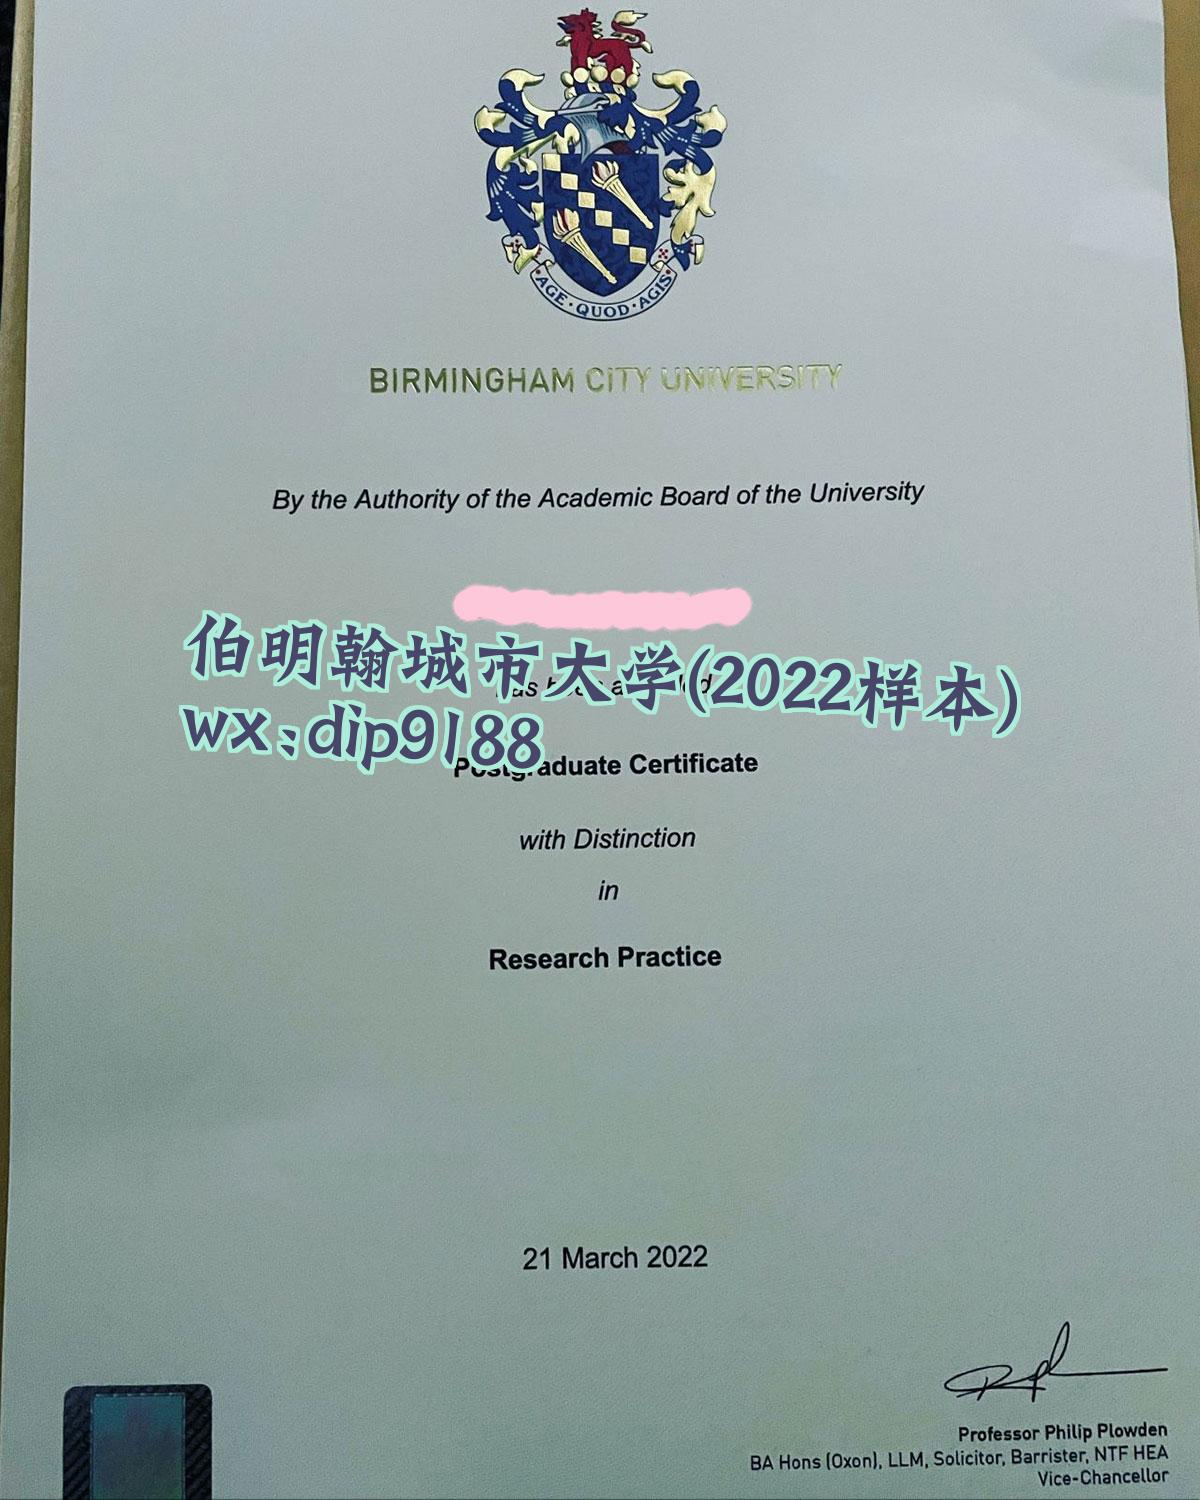 AGE·QUOD·AGIS
BIRMINGHAM CITY UNIVERSITY
By the Authority of the Academic Board of the University
伯明翰城市大学(2022样本)
wx:dip9188
Certificate
with Distinction
in
Research Practice
21 March 2022
Professor Philip Plowden
BA Hons (Oxon), LLM, Solicitor, Barrister, NTF HEA
Vice-Chancellor